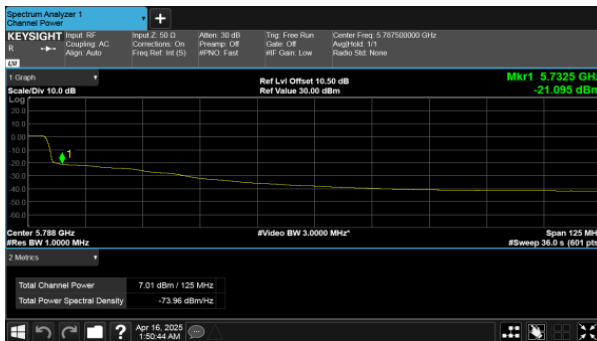 Spectrum Analyzer 1
Channel Power
+
KEYSIGHT
R
LXI
Input: RF
Coupling: AC
Align: Auto
Input Z: 50 Ω
Corrections: On
Freq Ref: Int (S)
Atten: 30 dB
Preamp: Off
#PNO: Fast
Trig: Free Run
Gate: Off
#IF Gain: Low
Center Freq: 5.787500000 GHz
Avg|Hold: 1/1
Radio Std: None
1 Graph
Scale/Div 10.0 dB
Ref Lvl Offset 10.50 dB
Ref Value 30.00 dBm
Mkr1 5.7325 GHz
-21.095 dBm
Log
20.0
10.0
0.00
-10.0
-20.0
-30.0
-40.0
-50.0
-60.0
1
Center 5.788 GHz
#Res BW 1.0000 MHz
#Video BW 3.0000 MHz*
Span 125 MH
#Sweep 36.0 s (601 pts
2 Metrics
Total Channel Power 7.01 dBm / 125 MHz
Total Power Spectral Density -73.96 dBm/Hz
?
Apr 16, 2025
1:50:44 AM